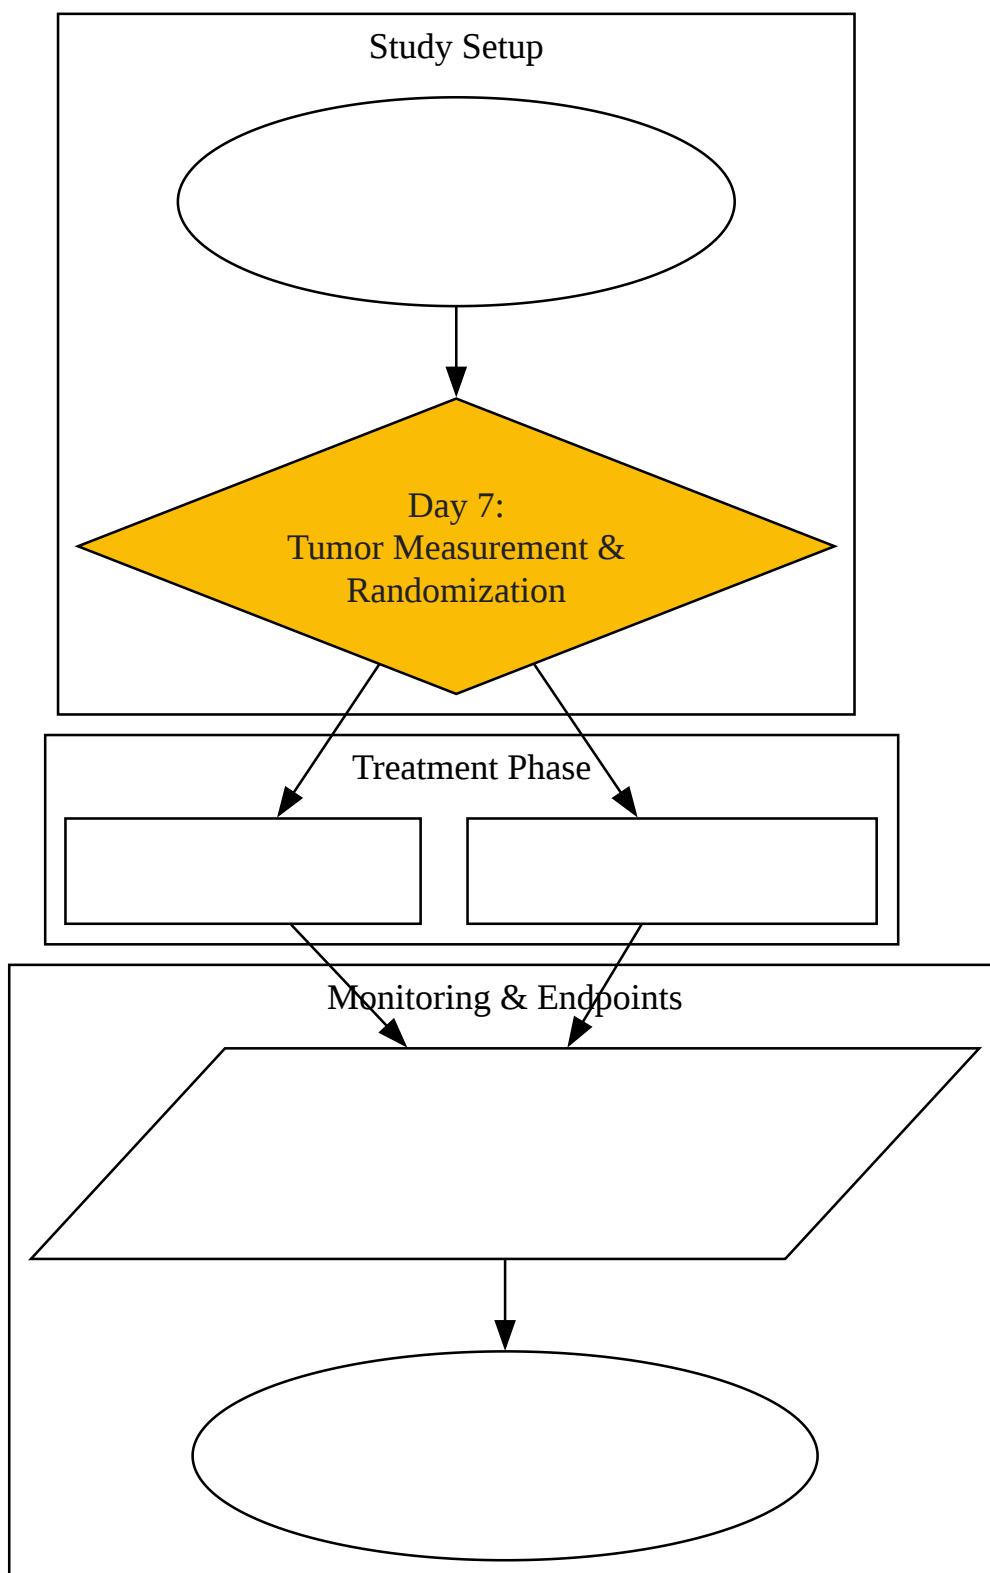 Study Setup
Day 7:
Tumor Measurement &
Randomization
Treatment Phase
Monitoring & Endpoints